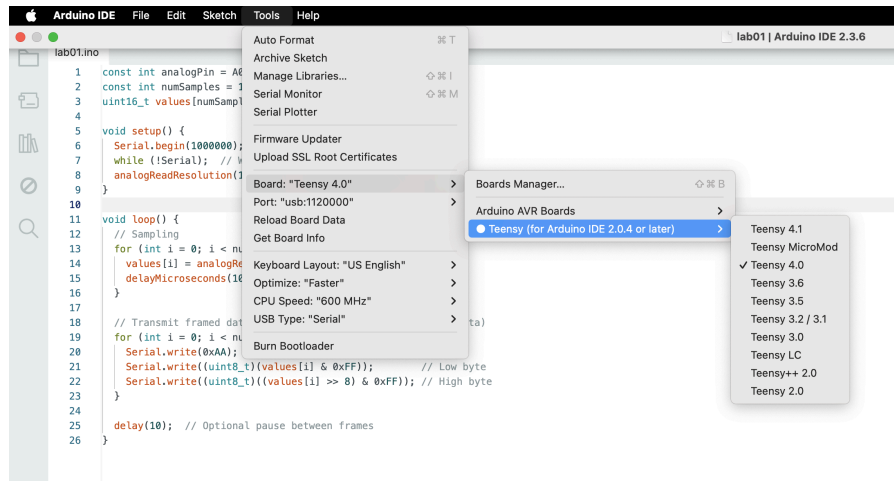 Arduino IDE File Edit Sketch Tools Help
lab01 | Arduino IDE 2.3.6
lab01.ino
Auto Format ⌘ T
Archive Sketch
Manage Libraries... ⇧ ⌘ I
Serial Monitor ⇧ ⌘ M
Serial Plotter
Firmware Updater
Upload SSL Root Certificates
Board: "Teensy 4.0"
Port: "usb:1120000"
Reload Board Data
Get Board Info
Keyboard Layout: "US English"
Optimize: "Faster"
CPU Speed: "600 MHz"
USB Type: "Serial"
Burn Bootloader
Boards Manager... ⇧ ⌘ B
Arduino AVR Boards
Teensy (for Arduino IDE 2.0.4 or later)
Teensy 4.1
Teensy MicroMod
✓ Teensy 4.0
Teensy 3.6
Teensy 3.5
Teensy 3.2 / 3.1
Teensy 3.0
Teensy LC
Teensy++ 2.0
Teensy 2.0
1 const int analogPin = A0
2 const int numSamples = 1
3 uint16_t values[numSampl
4
5 void setup() {
6 Serial.begin(1000000);
7 while (!Serial); //
8 analogReadResolution(1
9 }
10
11 void loop() {
12 // Sampling
13 for (int i = 0; i < nu
14 values[i] = analogRe
15 delayMicroseconds(10
16 }
17
18 // Transmit framed dat ta)
19 for (int i = 0; i < nu
20 Serial.write(0xAA);
21 Serial.write((uint8_t)(values[i] & 0xFF)); // Low byte
22 Serial.write((uint8_t)((values[i] >> 8) & 0xFF)); // High byte
23 }
24
25 delay(10); // Optional pause between frames
26 }